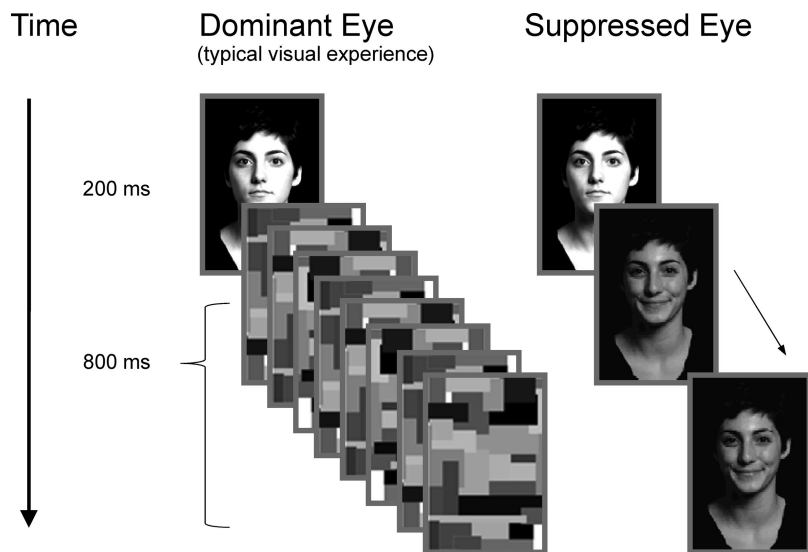 Time
Dominant Eye
(typical visual experience)
Suppressed Eye
200 ms
800 ms